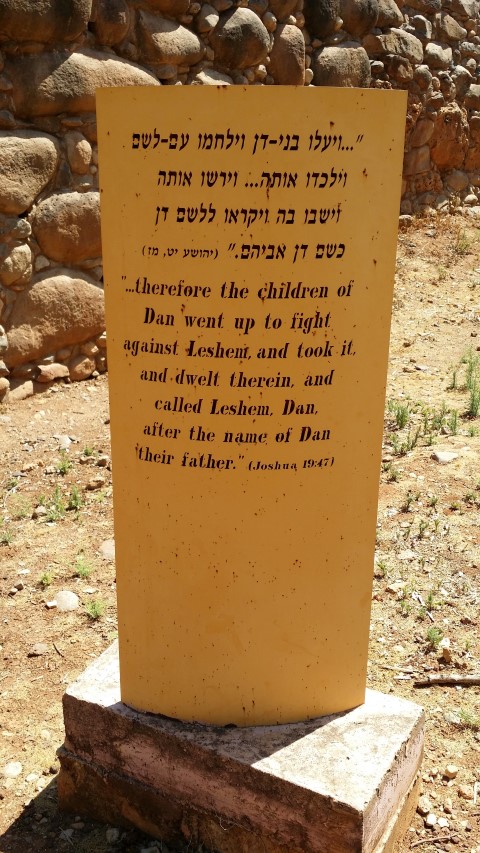 "...ויעלו בני-דן וילחמו עם-לשם
וילכדו אותה... וירשו אותה
וישבו בה ויקראו ללשם דן
כשם דן אביהם." (יהושע יט, מז)
"...therefore the children of
Dan went up to fight
against Leshem, and took it,
and dwelt therein, and
called Leshem, Dan,
after the name of Dan
their father." (Joshua 19:47)